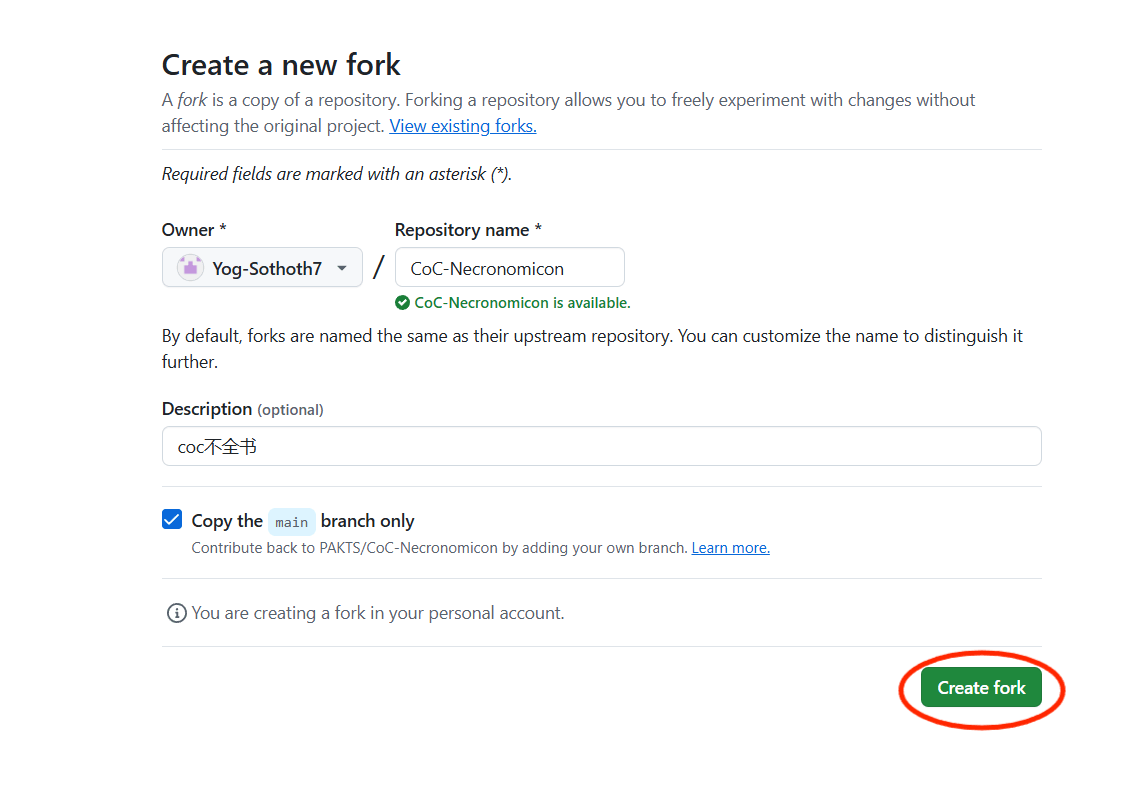 Create a new fork
A fork is a copy of a repository. Forking a repository allows you to freely experiment with changes without
affecting the original project. View existing forks.
Required fields are marked with an asterisk (*).
Owner *
Repository name *
Yog-Sothoth7
/
CoC-Necronomicon
CoC-Necronomicon is available.
By default, forks are named the same as their upstream repository. You can customize the name to distinguish it
further.
Description (optional)
coc不全书
Copy the main branch only
Contribute back to PAKTS/CoC-Necronomicon by adding your own branch. Learn more.
You are creating a fork in your personal account.
Create fork